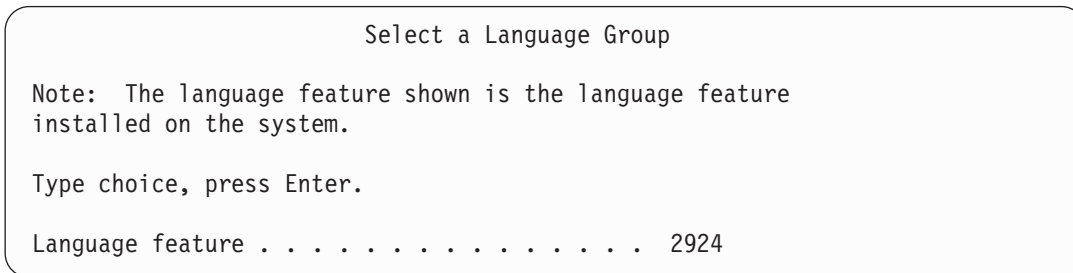 Select a Language Group
Note:  The language feature shown is the language feature
installed on the system.
Type choice, press Enter.
Language feature . . . . . . . . . . . . . . .  2924